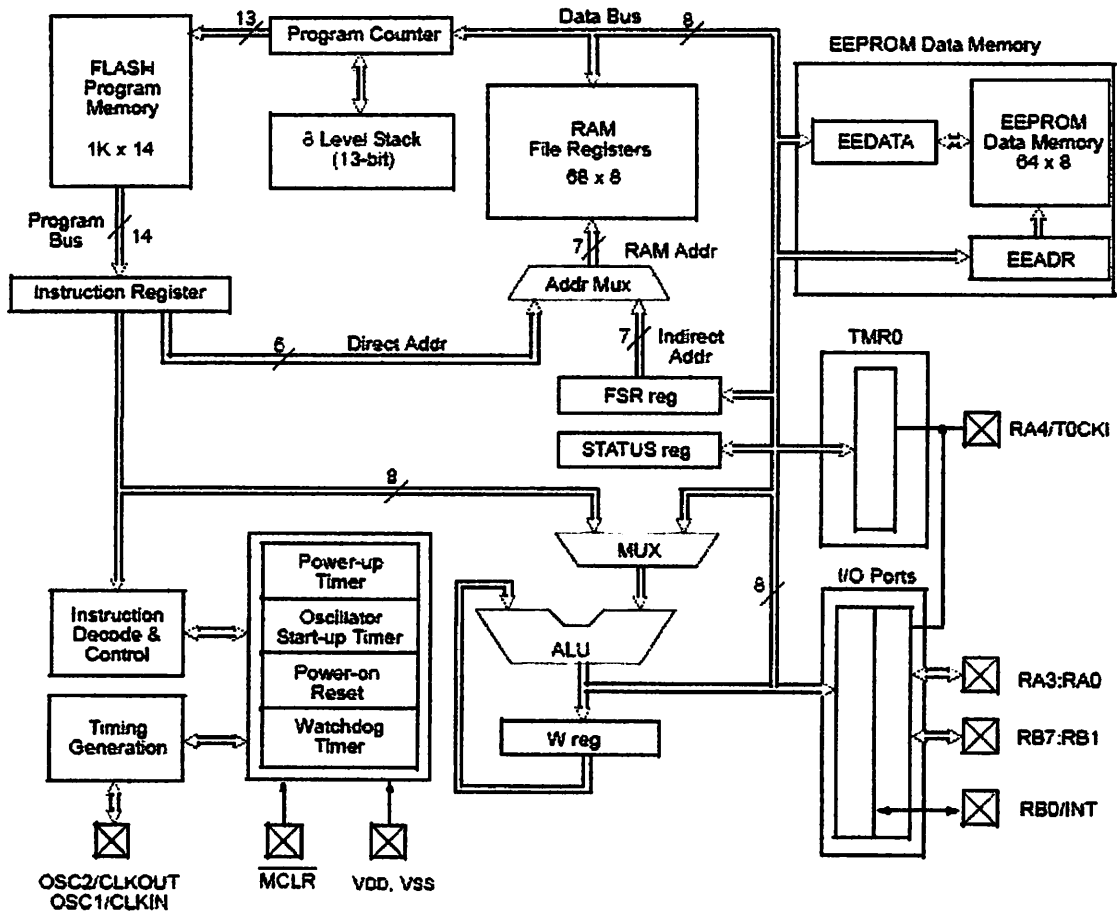 Data Bus
13
Program Counter
8
EEPROM Data Memory
FLASH
Program
Memory
1K x 14
8 Level Stack
(13-bit)
RAM
File Registers
68 x 8
EEDATA
EEPROM
Data Memory
64 x 8
Program
Bus
14
7
RAM Addr
EEADR
Instruction Register
Addr Mux
Direct Addr
7
Indirect
Addr
TMR0
FSR reg
RA4/T0CKI
STATUS reg
MUX
Power-up
Timer
8
I/O Ports
Instruction
Decode &
Control
Oscillator
Start-up Timer
ALU
Power-on
Reset
RA3:RA0
Timing
Generation
Watchdog
Timer
W reg
RB7:RB1
RB0/INT
OSC2/CLKOUT
OSC1/CLKIN
MCLR
VDD, VSS